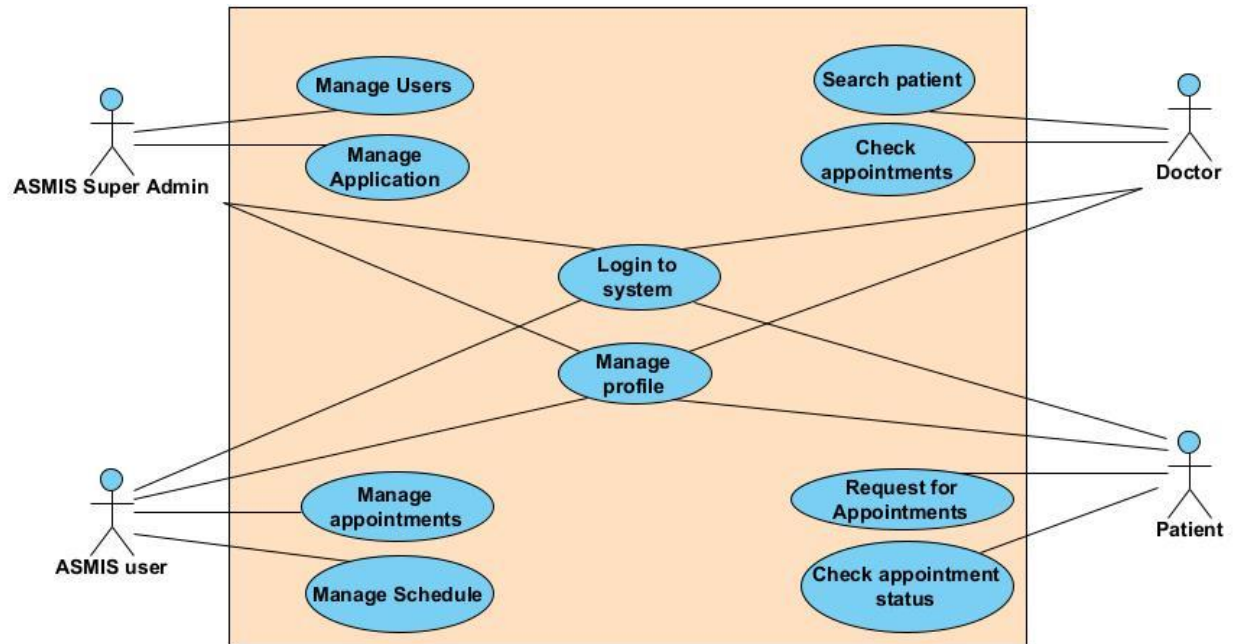 Manage Users
Search patient
Manage
Application
Check
appointments
ASMIS Super Admin
Doctor
Login to
system
Manage
profile
Manage
appointments
Request for
Appointments
ASMIS user
Patient
Manage Schedule
Check appointment
status